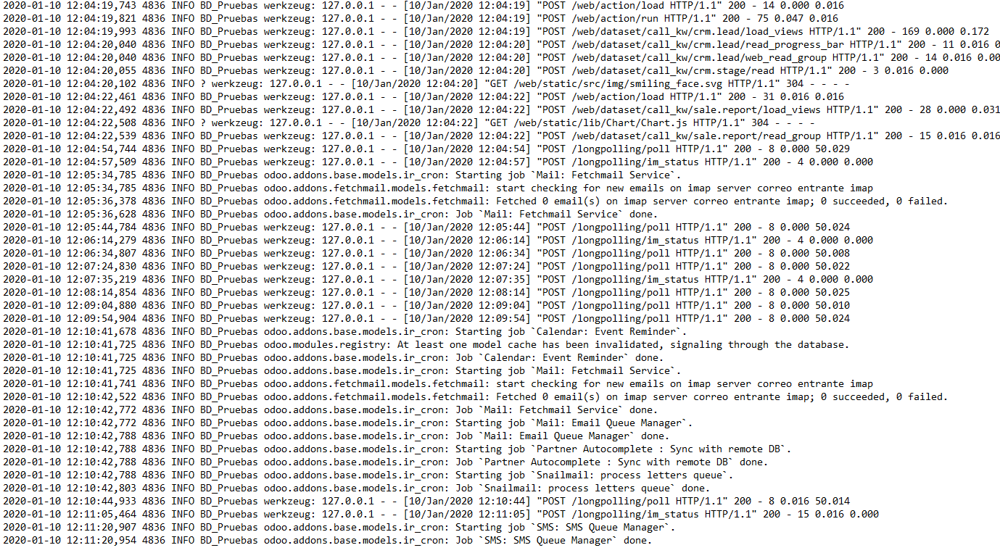 2020-01-10 12:04:19,743 4836 INFO BD_Pruebas werkzeug: 127.0.0.1 - - [10/Jan/2020 12:04:19] "POST /web/action/load HTTP/1.1" 200 - 14 0.000 0.016
2020-01-10 12:04:19,821 4836 INFO BD_Pruebas werkzeug: 127.0.0.1 - - [10/Jan/2020 12:04:19] "POST /web/action/run HTTP/1.1" 200 - 75 0.047 0.016
2020-01-10 12:04:19,993 4836 INFO BD_Pruebas werkzeug: 127.0.0.1 - - [10/Jan/2020 12:04:19] "POST /web/dataset/call_kw/crm.lead/load_views HTTP/1.1" 200 - 169 0.000 0.172
2020-01-10 12:04:20,040 4836 INFO BD_Pruebas werkzeug: 127.0.0.1 - - [10/Jan/2020 12:04:20] "POST /web/dataset/call_kw/crm.lead/read_progress_bar HTTP/1.1" 200 - 11 0.016 0
2020-01-10 12:04:20,040 4836 INFO BD_Pruebas werkzeug: 127.0.0.1 - - [10/Jan/2020 12:04:20] "POST /web/dataset/call_kw/crm.lead/web_read_group HTTP/1.1" 200 - 14 0.016 0.00
2020-01-10 12:04:20,055 4836 INFO BD_Pruebas werkzeug: 127.0.0.1 - - [10/Jan/2020 12:04:20] "POST /web/dataset/call_kw/crm.stage/read HTTP/1.1" 200 - 3 0.016 0.000
2020-01-10 12:04:20,102 4836 INFO ? werkzeug: 127.0.0.1 - - [10/Jan/2020 12:04:20] "GET /web/static/src/img/smiling_face.svg HTTP/1.1" 304 - - - -
2020-01-10 12:04:22,461 4836 INFO BD_Pruebas werkzeug: 127.0.0.1 - - [10/Jan/2020 12:04:22] "POST /web/action/load HTTP/1.1" 200 - 31 0.016 0.016
2020-01-10 12:04:22,492 4836 INFO BD_Pruebas werkzeug: 127.0.0.1 - - [10/Jan/2020 12:04:22] "POST /web/dataset/call_kw/sale.report/load_views HTTP/1.1" 200 - 28 0.000 0.031
2020-01-10 12:04:22,508 4836 INFO ? werkzeug: 127.0.0.1 - - [10/Jan/2020 12:04:22] "GET /web/static/lib/Chart/Chart.js HTTP/1.1" 304 - - - -
2020-01-10 12:04:22,539 4836 INFO BD_Pruebas werkzeug: 127.0.0.1 - - [10/Jan/2020 12:04:22] "POST /web/dataset/call_kw/sale.report/read_group HTTP/1.1" 200 - 15 0.016 0.016
2020-01-10 12:04:54,744 4836 INFO BD_Pruebas werkzeug: 127.0.0.1 - - [10/Jan/2020 12:04:54] "POST /longpolling/poll HTTP/1.1" 200 - 8 0.000 50.029
2020-01-10 12:04:57,509 4836 INFO BD_Pruebas werkzeug: 127.0.0.1 - - [10/Jan/2020 12:04:57] "POST /longpolling/im_status HTTP/1.1" 200 - 4 0.000 0.000
2020-01-10 12:05:34,785 4836 INFO BD_Pruebas odoo.addons.base.models.ir_cron: Starting job `Mail: Fetchmail Service`.
2020-01-10 12:05:34,785 4836 INFO BD_Pruebas odoo.addons.fetchmail.models.fetchmail: start checking for new emails on imap server correo entrante imap
2020-01-10 12:05:36,378 4836 INFO BD_Pruebas odoo.addons.fetchmail.models.fetchmail: Fetched 0 email(s) on imap server correo entrante imap; 0 succeeded, 0 failed.
2020-01-10 12:05:36,628 4836 INFO BD_Pruebas odoo.addons.base.models.ir_cron: Job `Mail: Fetchmail Service` done.
2020-01-10 12:05:44,784 4836 INFO BD_Pruebas werkzeug: 127.0.0.1 - - [10/Jan/2020 12:05:44] "POST /longpolling/poll HTTP/1.1" 200 - 8 0.000 50.024
2020-01-10 12:06:14,279 4836 INFO BD_Pruebas werkzeug: 127.0.0.1 - - [10/Jan/2020 12:06:14] "POST /longpolling/im_status HTTP/1.1" 200 - 4 0.000 0.000
2020-01-10 12:06:34,807 4836 INFO BD_Pruebas werkzeug: 127.0.0.1 - - [10/Jan/2020 12:06:34] "POST /longpolling/poll HTTP/1.1" 200 - 8 0.000 50.008
2020-01-10 12:07:24,830 4836 INFO BD_Pruebas werkzeug: 127.0.0.1 - - [10/Jan/2020 12:07:24] "POST /longpolling/poll HTTP/1.1" 200 - 8 0.000 50.022
2020-01-10 12:07:35,219 4836 INFO BD_Pruebas werkzeug: 127.0.0.1 - - [10/Jan/2020 12:07:35] "POST /longpolling/im_status HTTP/1.1" 200 - 4 0.000 0.000
2020-01-10 12:08:14,854 4836 INFO BD_Pruebas werkzeug: 127.0.0.1 - - [10/Jan/2020 12:08:14] "POST /longpolling/poll HTTP/1.1" 200 - 8 0.000 50.025
2020-01-10 12:09:04,880 4836 INFO BD_Pruebas werkzeug: 127.0.0.1 - - [10/Jan/2020 12:09:04] "POST /longpolling/poll HTTP/1.1" 200 - 8 0.000 50.010
2020-01-10 12:09:54,904 4836 INFO BD_Pruebas werkzeug: 127.0.0.1 - - [10/Jan/2020 12:09:54] "POST /longpolling/poll HTTP/1.1" 200 - 8 0.000 50.024
2020-01-10 12:10:41,678 4836 INFO BD_Pruebas odoo.addons.base.models.ir_cron: Starting job `Calendar: Event Reminder`.
2020-01-10 12:10:41,725 4836 INFO BD_Pruebas odoo.modules.registry: At least one model cache has been invalidated, signaling through the database.
2020-01-10 12:10:41,725 4836 INFO BD_Pruebas odoo.addons.base.models.ir_cron: Job `Calendar: Event Reminder` done.
2020-01-10 12:10:41,725 4836 INFO BD_Pruebas odoo.addons.base.models.ir_cron: Starting job `Mail: Fetchmail Service`.
2020-01-10 12:10:41,741 4836 INFO BD_Pruebas odoo.addons.fetchmail.models.fetchmail: start checking for new emails on imap server correo entrante imap
2020-01-10 12:10:42,522 4836 INFO BD_Pruebas odoo.addons.fetchmail.models.fetchmail: Fetched 0 email(s) on imap server correo entrante imap; 0 succeeded, 0 failed.
2020-01-10 12:10:42,772 4836 INFO BD_Pruebas odoo.addons.base.models.ir_cron: Job `Mail: Fetchmail Service` done.
2020-01-10 12:10:42,772 4836 INFO BD_Pruebas odoo.addons.base.models.ir_cron: Starting job `Mail: Email Queue Manager`.
2020-01-10 12:10:42,788 4836 INFO BD_Pruebas odoo.addons.base.models.ir_cron: Job `Mail: Email Queue Manager` done.
2020-01-10 12:10:42,788 4836 INFO BD_Pruebas odoo.addons.base.models.ir_cron: Starting job `Partner Autocomplete : Sync with remote DB`.
2020-01-10 12:10:42,788 4836 INFO BD_Pruebas odoo.addons.base.models.ir_cron: Job `Partner Autocomplete : Sync with remote DB` done.
2020-01-10 12:10:42,788 4836 INFO BD_Pruebas odoo.addons.base.models.ir_cron: Starting job `Snailmail: process letters queue`.
2020-01-10 12:10:42,803 4836 INFO BD_Pruebas odoo.addons.base.models.ir_cron: Job `Snailmail: process letters queue` done.
2020-01-10 12:10:44,933 4836 INFO BD_Pruebas werkzeug: 127.0.0.1 - - [10/Jan/2020 12:10:44] "POST /longpolling/poll HTTP/1.1" 200 - 8 0.016 50.014
2020-01-10 12:11:05,464 4836 INFO BD_Pruebas werkzeug: 127.0.0.1 - - [10/Jan/2020 12:11:05] "POST /longpolling/im_status HTTP/1.1" 200 - 15 0.016 0.000
2020-01-10 12:11:20,907 4836 INFO BD_Pruebas odoo.addons.base.models.ir_cron: Starting job `SMS: SMS Queue Manager`.
2020-01-10 12:11:20,954 4836 INFO BD_Pruebas odoo.addons.base.models.ir_cron: Job `SMS: SMS Queue Manager` done.